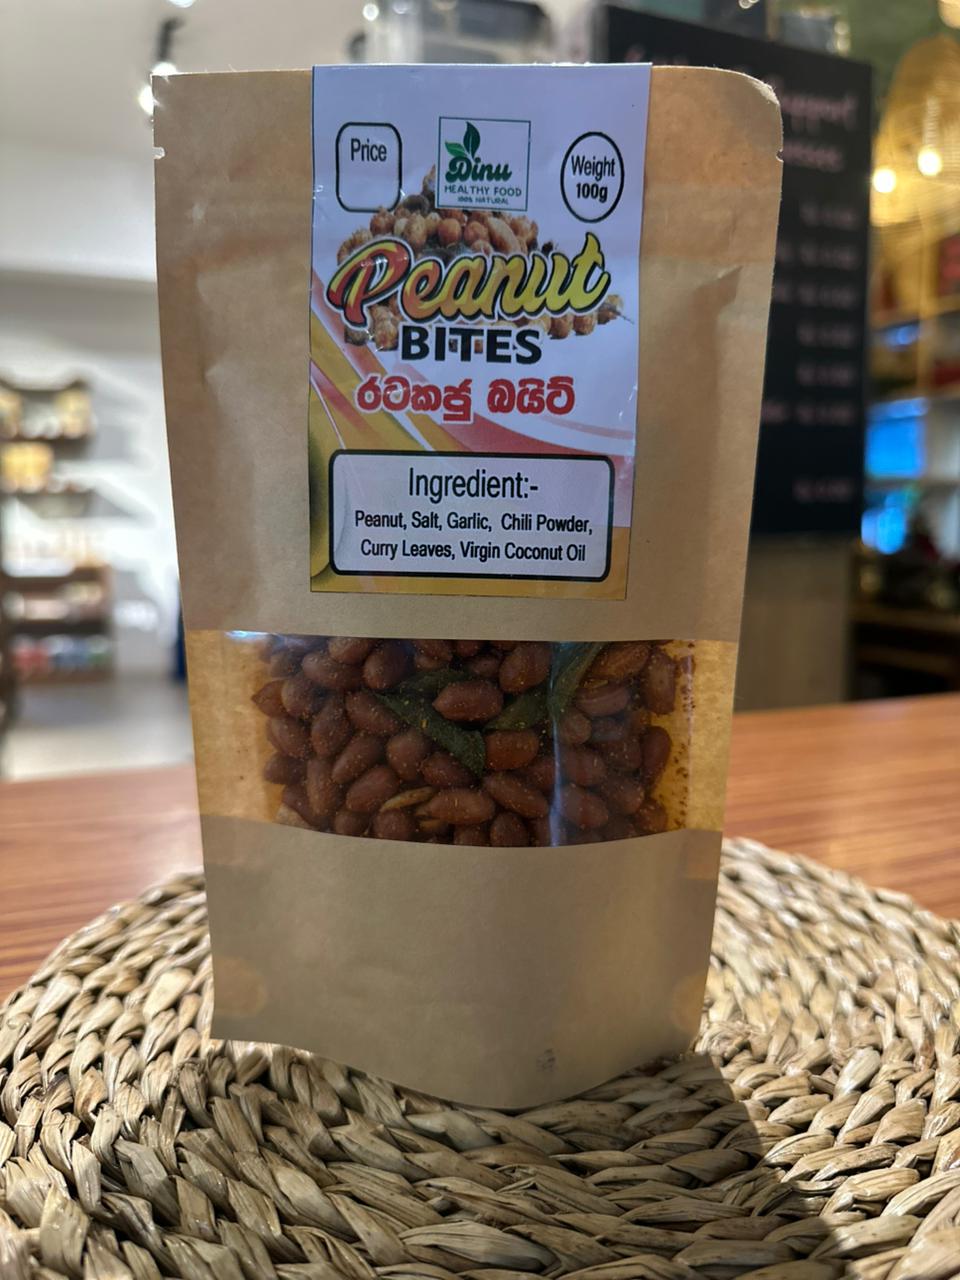 Price
Dinu
HEALTHY FOOD
100% NATURAL
Weight
100g
Peanut
BITES
රටකජු බයිට්
Ingredient:-
Peanut, Salt, Garlic, Chili Powder,
Curry Leaves, Virgin Coconut Oil